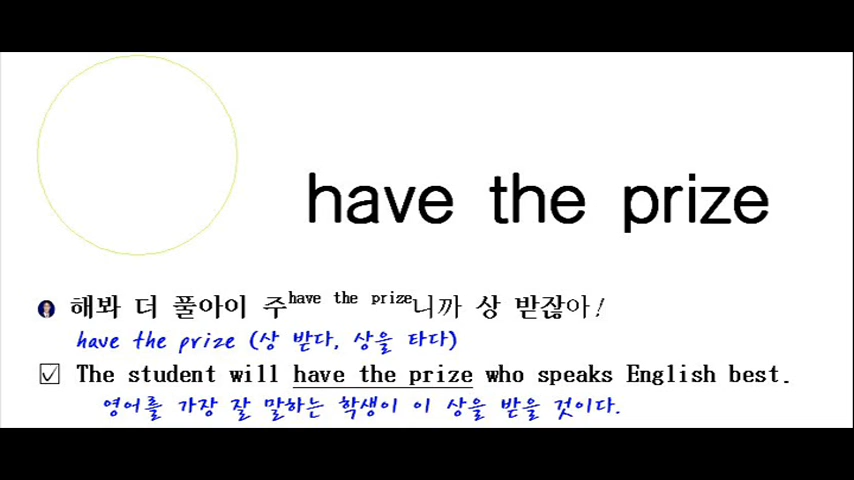 have the prize
해봐 더 풀아이 주have the prize니까 상 받잖아!
have the prize (상 받다, 상을 타다)
The student will have the prize who speaks English best.
영어를 가장 잘 말하는 학생이 이 상을 받을 것이다.